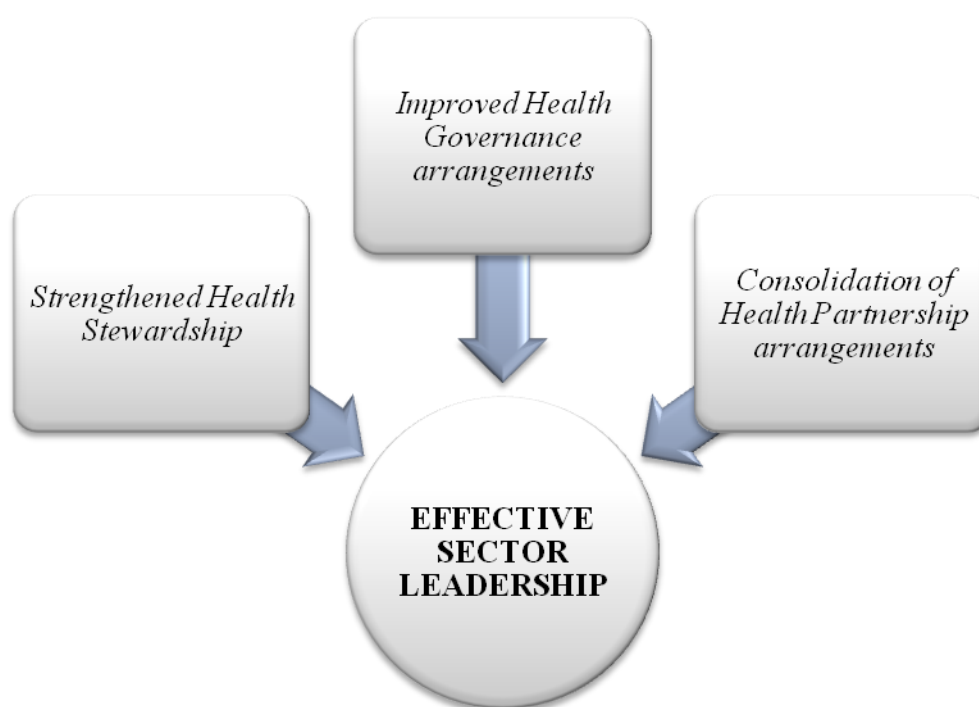 Improved Health
Governance
arrangements
Strengthened Health
Stewardship
Consolidation of
Health Partnership
arrangements
EFFECTIVE
SECTOR
LEADERSHIP